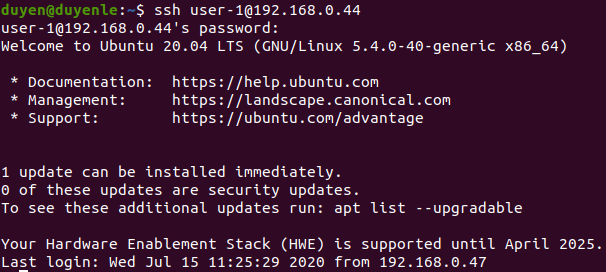 duyen@duyenle:~$ ssh user-1@192.168.0.44
user-1@192.168.0.44's password:
Welcome to Ubuntu 20.04 LTS (GNU/Linux 5.4.0-40-generic x86_64)
* Documentation:  https://help.ubuntu.com
* Management:     https://landscape.canonical.com
* Support:        https://ubuntu.com/advantage
1 update can be installed immediately.
0 of these updates are security updates.
To see these additional updates run: apt list --upgradable
Your Hardware Enablement Stack (HWE) is supported until April 2025.
Last login: Wed Jul 15 11:25:29 2020 from 192.168.0.47